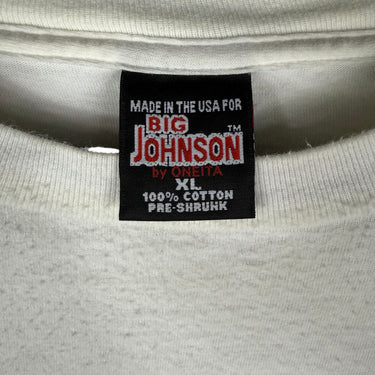 MADE IN THE USA FOR
BIG
JOHNSON™
by ONEITA
XL
100% COTTON
PRE-SHRUNK